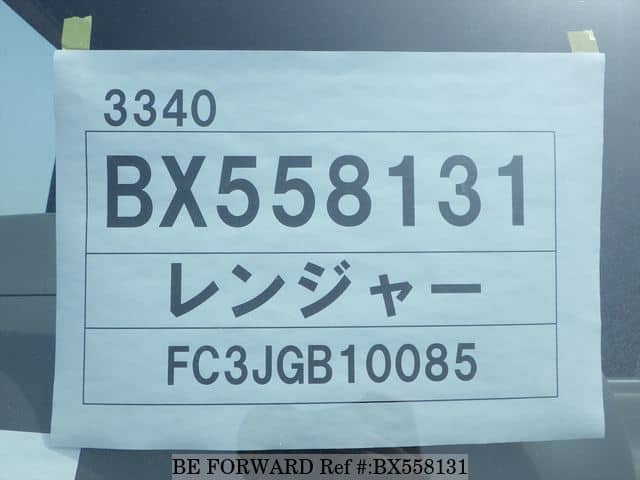 3340
BX558131
レンジャー
FC3JGB10085
BE FORWARD Ref #:BX558131